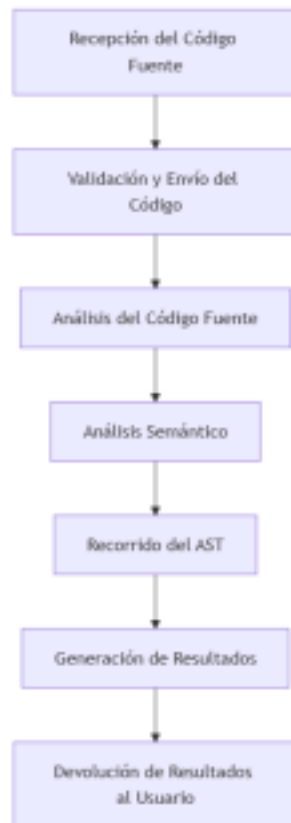 Recepción del Código
Fuente
Validación y Envío del
Código
Análisis del Código Fuente
Análisis Semántico
Recorrido del AST
Generación de Resultados
Devolución de Resultados
al Usuario